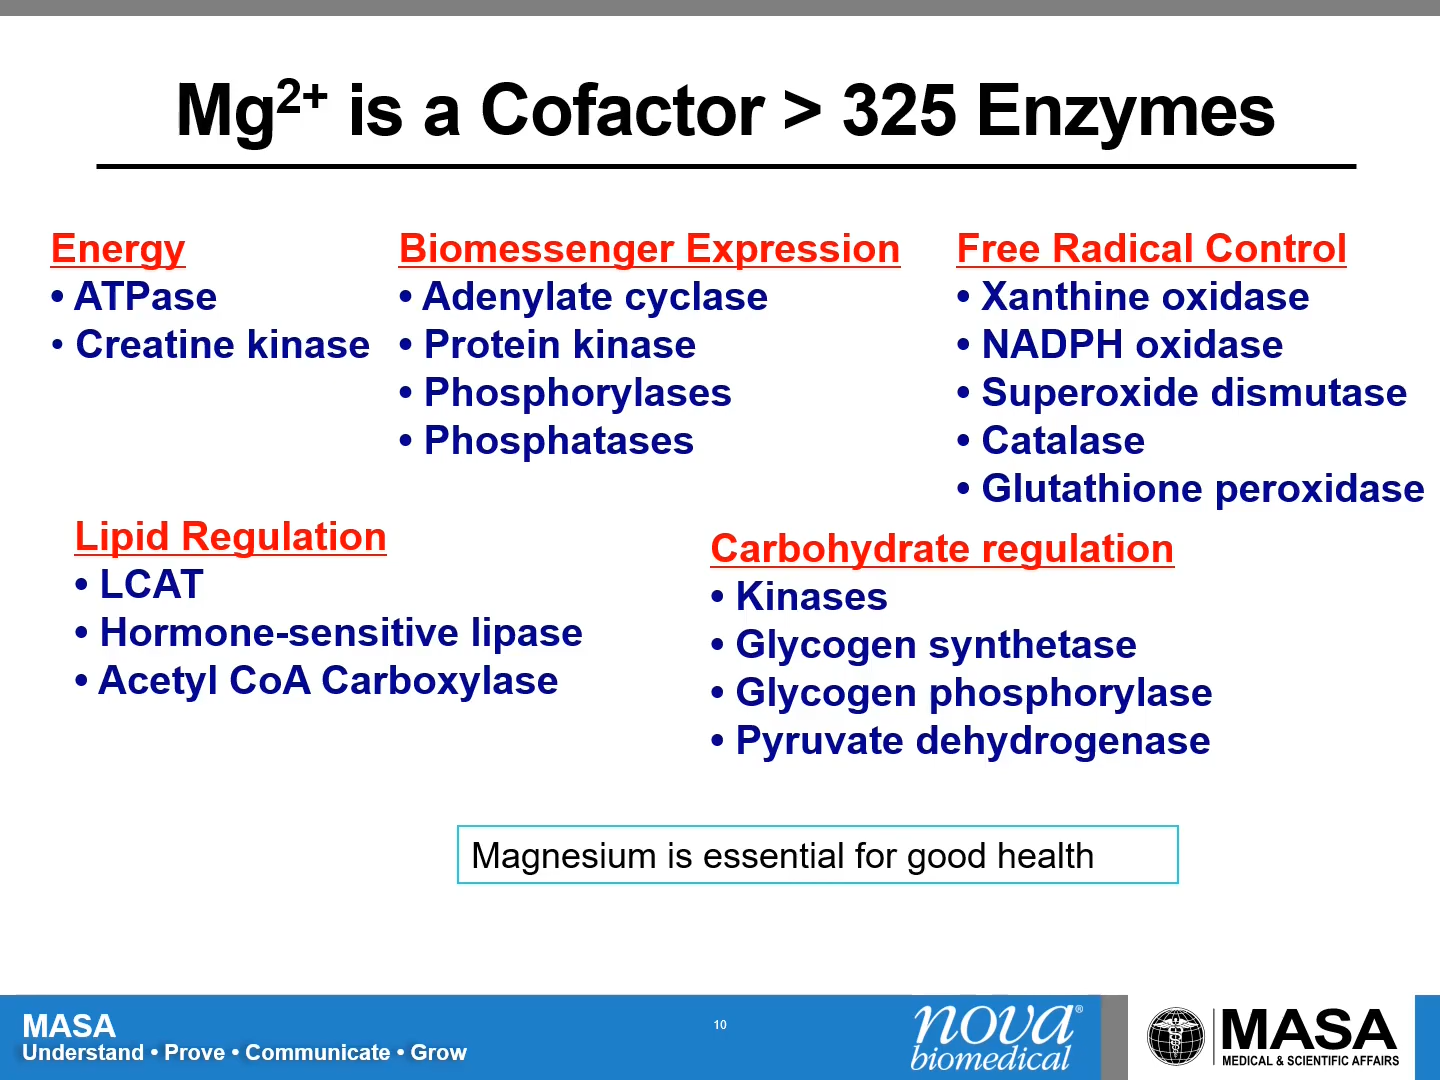 Mg²⁺ is a Cofactor > 325 Enzymes
Energy
• ATPase
• Creatine kinase
Biomessenger Expression
• Adenylate cyclase
• Protein kinase
• Phosphorylases
• Phosphatases
Free Radical Control
• Xanthine oxidase
• NADPH oxidase
• Superoxide dismutase
• Catalase
• Glutathione peroxidase
Lipid Regulation
• LCAT
• Hormone-sensitive lipase
• Acetyl CoA Carboxylase
Carbohydrate regulation
• Kinases
• Glycogen synthetase
• Glycogen phosphorylase
• Pyruvate dehydrogenase
Magnesium is essential for good health
MASA
Understand • Prove • Communicate • Grow
10
nova®
biomedical
MASA
MEDICAL & SCIENTIFIC AFFAIRS